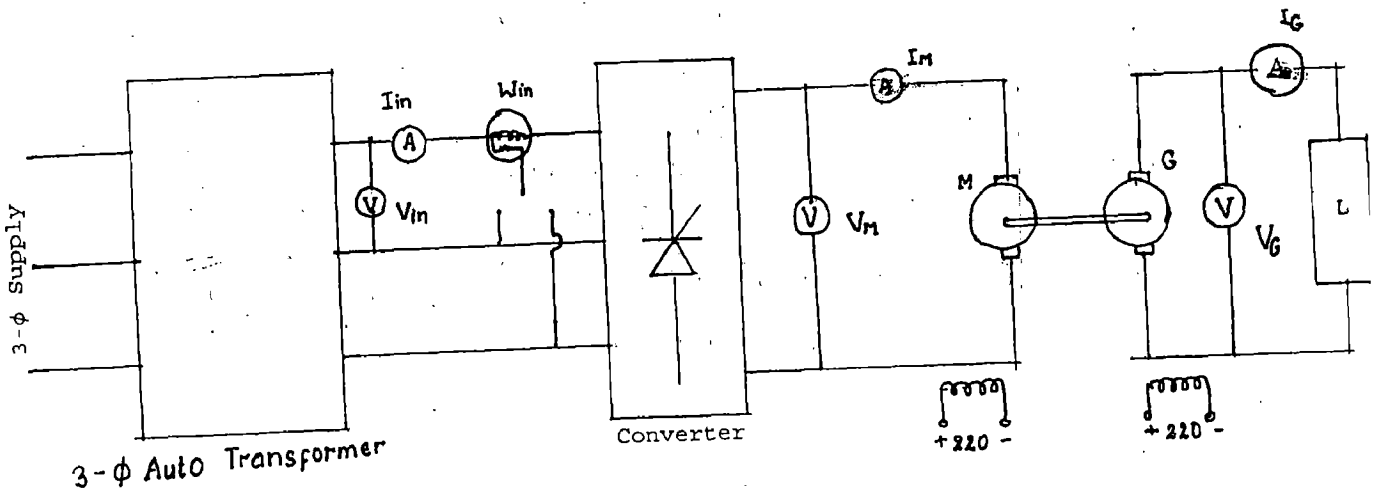 3-ϕ Supply
3-ϕ Auto Transformer
Iin
A
Win
V
Vin
Converter
V
VM
A
IM
M
G
+ 220 -
+ 220 -
V
VG
A
IG
L